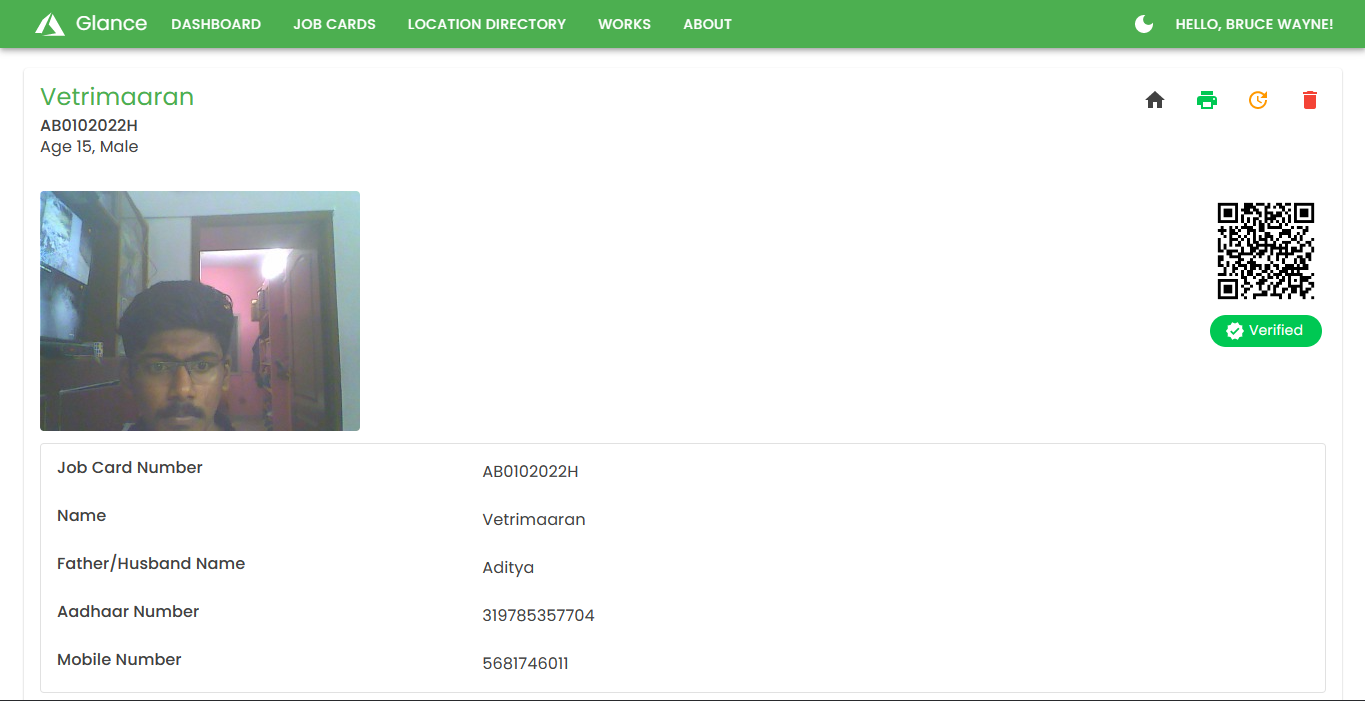 Glance DASHBOARD JOB CARDS LOCATION DIRECTORY WORKS ABOUT HELLO, BRUCE WAYNE!
Vetrimaaran
AB0102022H
Age 15, Male
Verified
Job Card Number AB0102022H
Name Vetrimaaran
Father/Husband Name Aditya
Aadhaar Number 319785357704
Mobile Number 5681746011